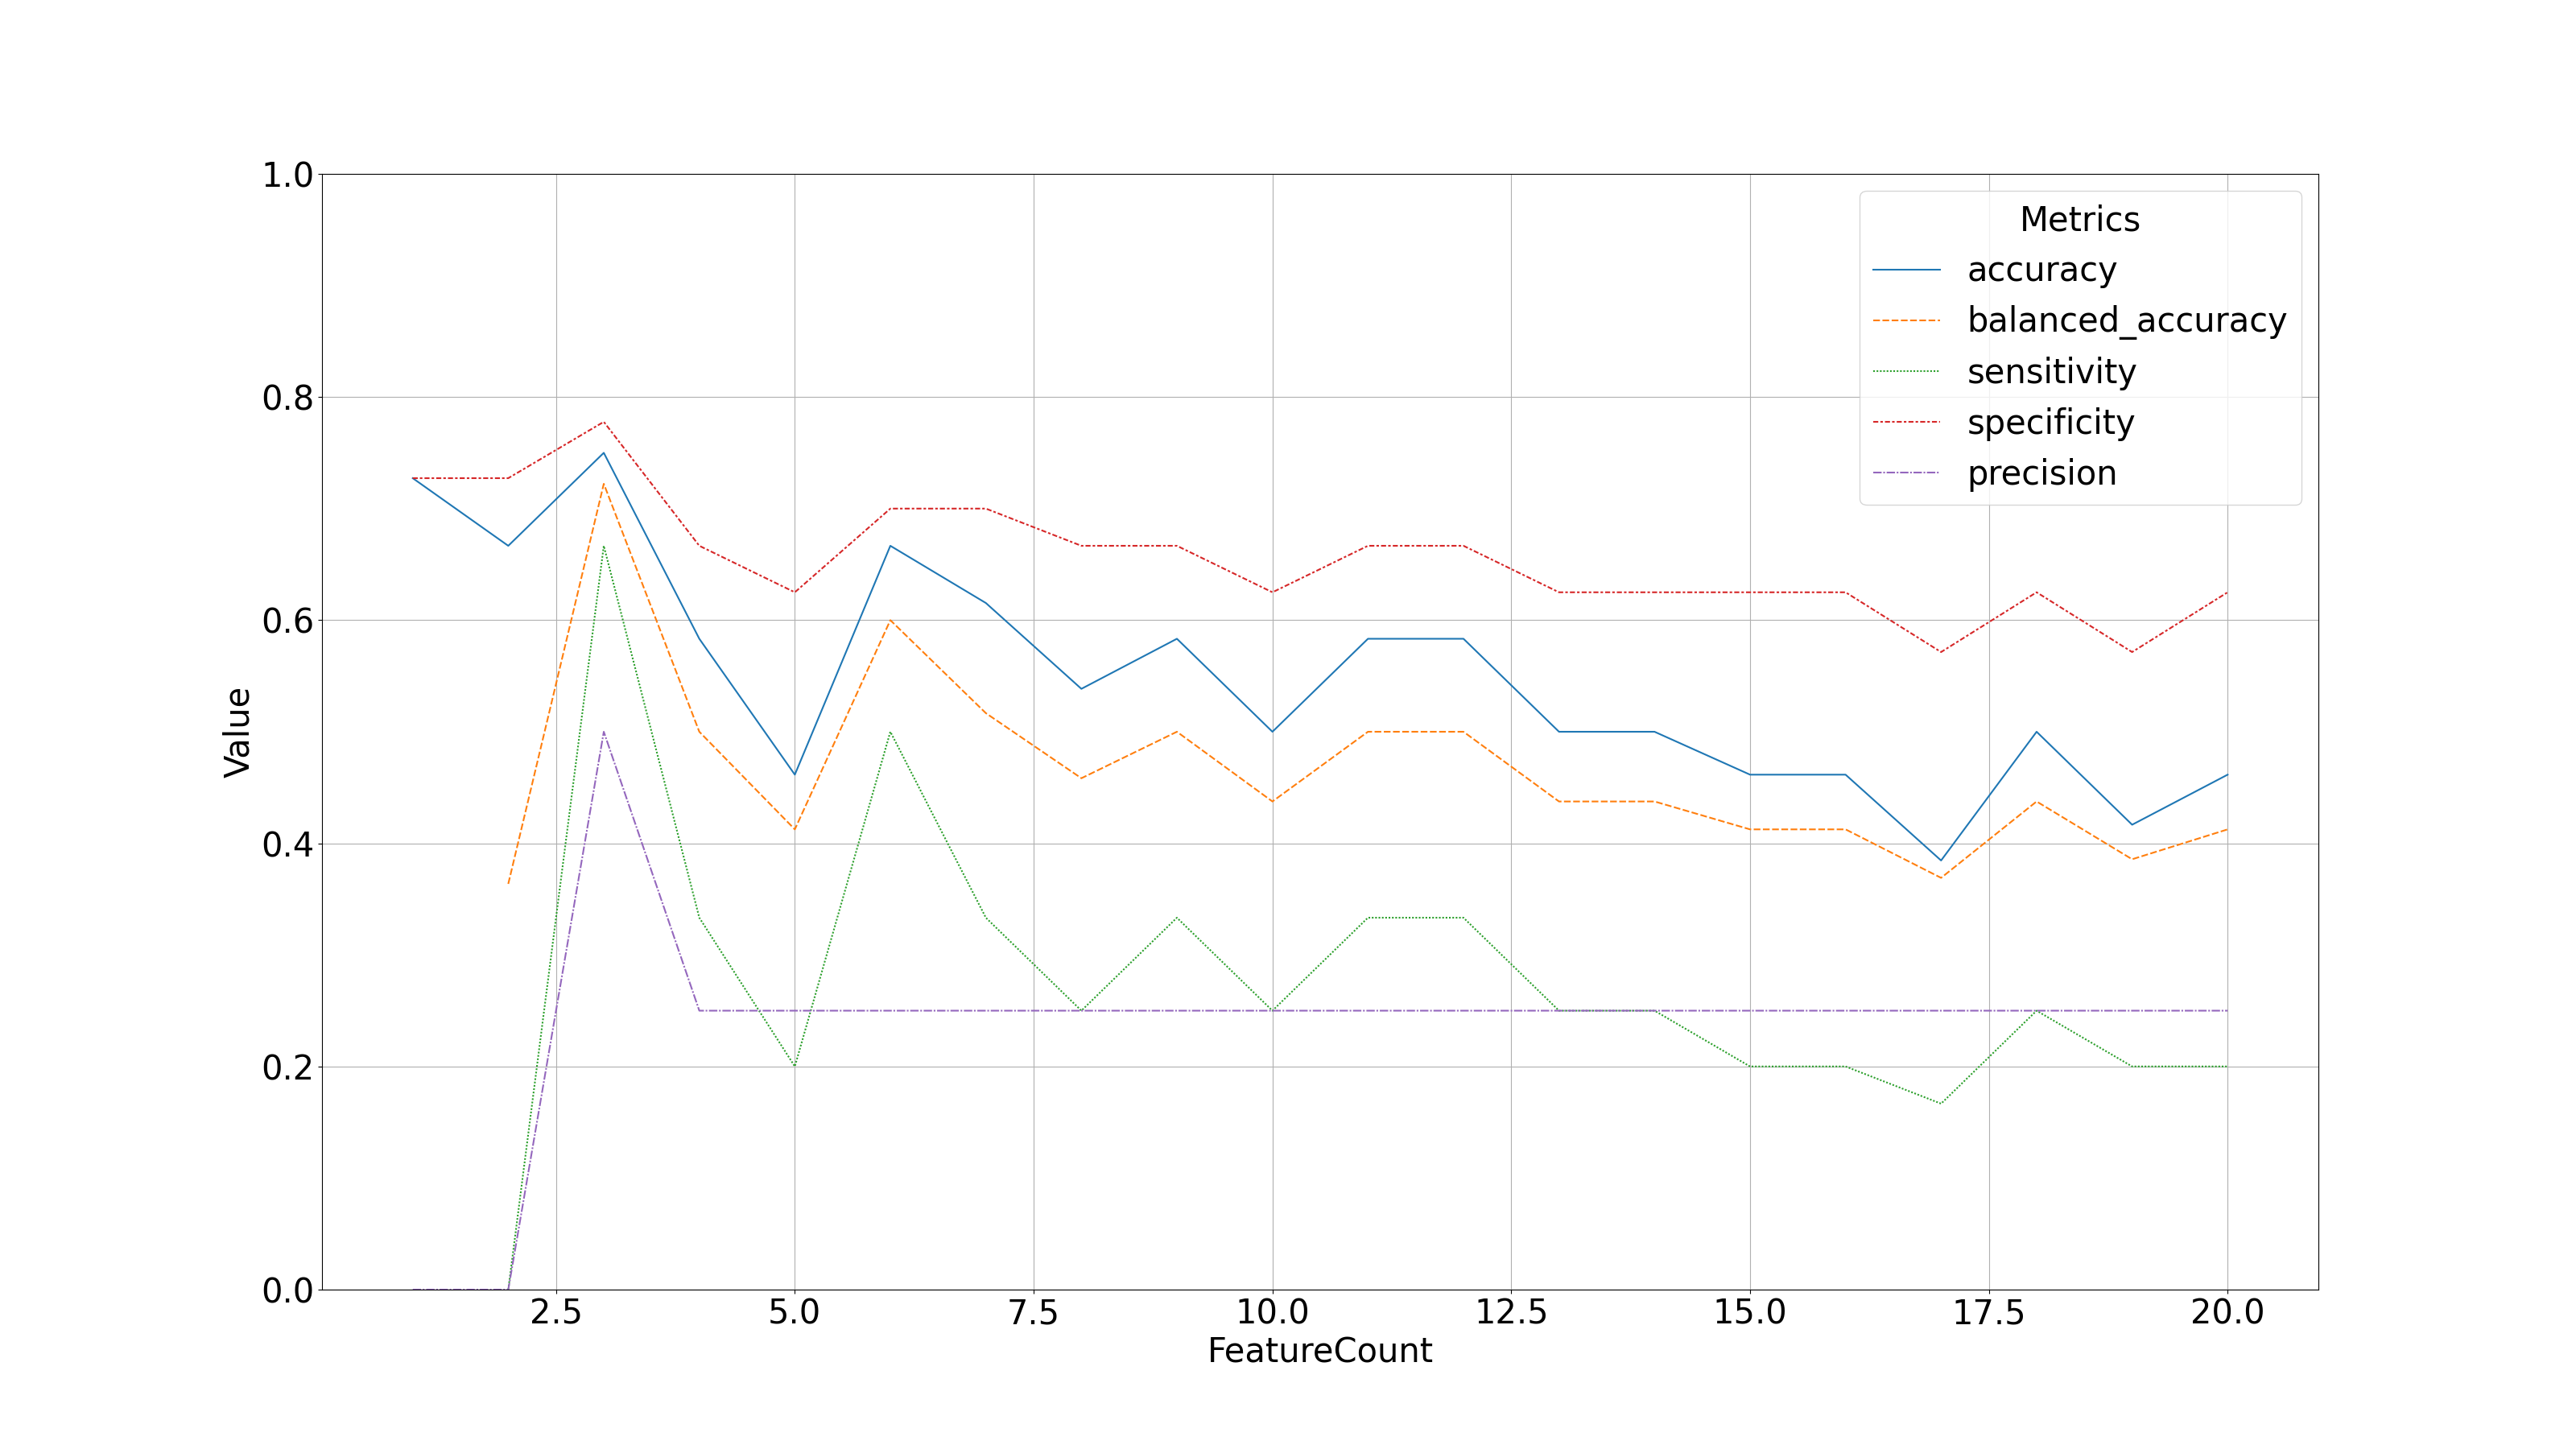 1.0
0.8
0.6
0.4
0.2
0.0
Value
2.5 5.0 7.5 10.0 12.5 15.0 17.5 20.0
FeatureCount
Metrics
accuracy
balanced_accuracy
sensitivity
specificity
precision